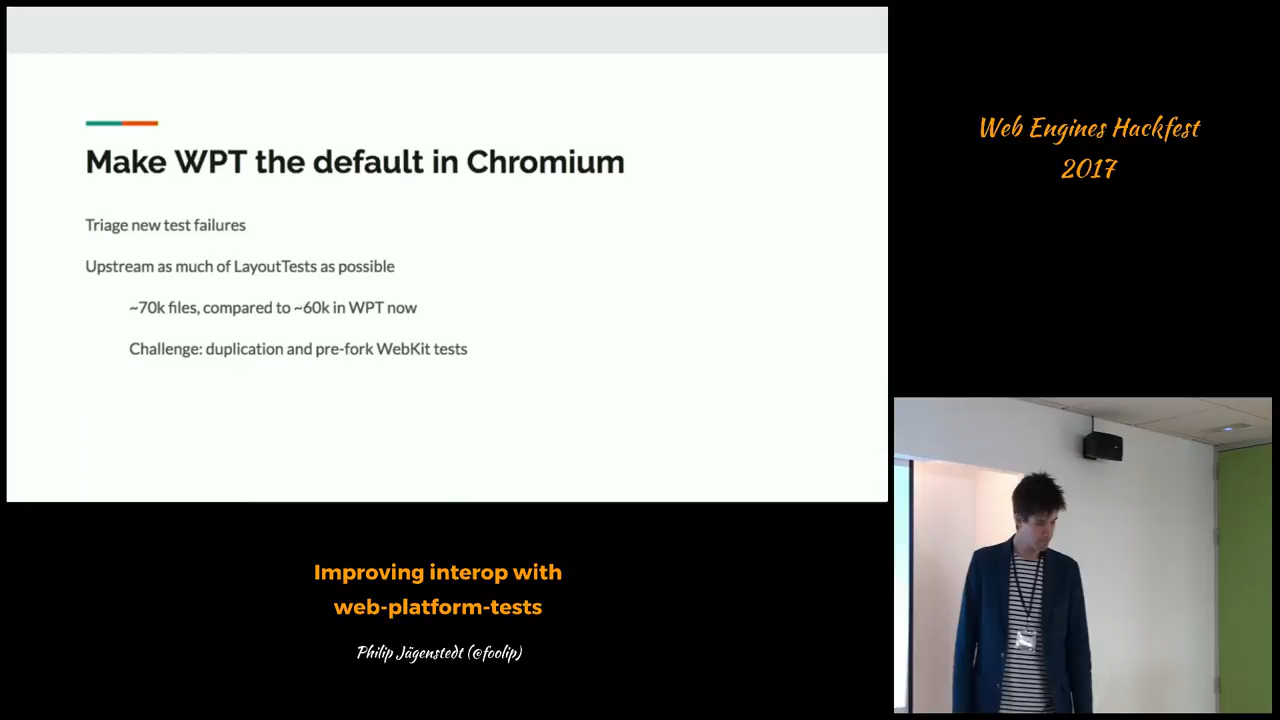 Make WPT the default in Chromium
Triage new test failures
Upstream as much of LayoutTests as possible
~70k files, compared to ~60k in WPT now
Challenge: duplication and pre-fork WebKit tests
Web Engines Hackfest
2017
Improving interop with
web-platform-tests
Philip Jägenstedt (@foolip)